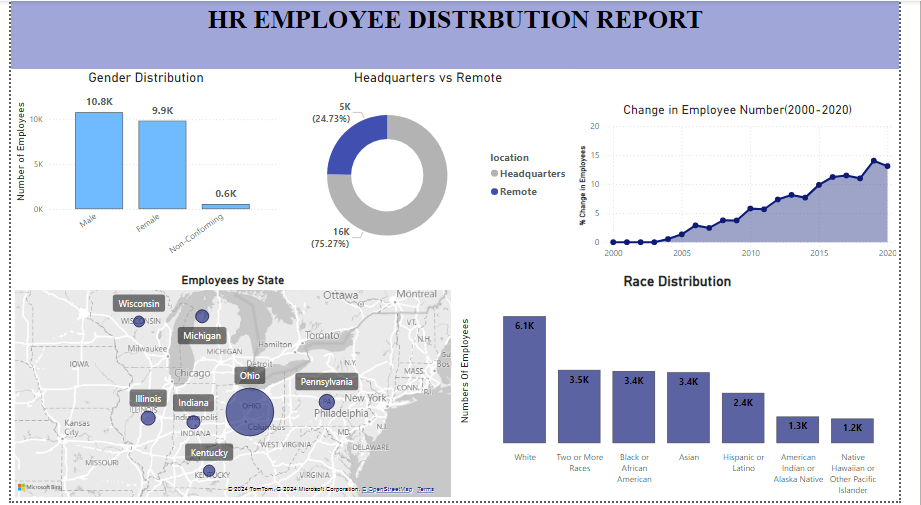 HR EMPLOYEE DISTRBUTION REPORT
Gender Distribution
Number of Employees
10K
5K
0K
10.8K
9.9K
0.6K
Male
Female
Non-Conforming
Headquarters vs Remote
5K
(24.73%)
16K
(75.27%)
location
Headquarters
Remote
Change in Employee Number(2000-2020)
% Change in Employees
20
15
10
5
0
2000
2005
2010
2015
2020
Employees by State
Ottawa
Montreal
Wisconsin
WISCONSIN
VT.
Michigan
Toronto
N.H.
Milwaukee
MICHIGAN
Hamilton
IOWA
Detroit
N.Y.
Chicago
MASS.
Bos
Ohio
Pennsylvania
CONN.
R.I.
Illinois
Indiana
OHIO
PA
New York
ILLINOIS
Indianapolis
Philadelphia
Kansas
City
INDIANA
Columbus
MD.
N.J.
Kentucky
WEST VIRGINIA
DELAWARE
MISSOURI
KENTUCKY
VIRGINIA
Microsoft Bing
© 2024 TomTom, © 2024 Microsoft Corporation, © OpenStreetMap Terms
Race Distribution
Numbers Of Employees
6.1K
3.5K
3.4K
3.4K
2.4K
1.3K
1.2K
White
Two or More
Races
Black or
African
American
Asian
Hispanic or
Latino
American
Indian or
Alaska Native
Native
Hawaiian or
Other Pacific
Islander